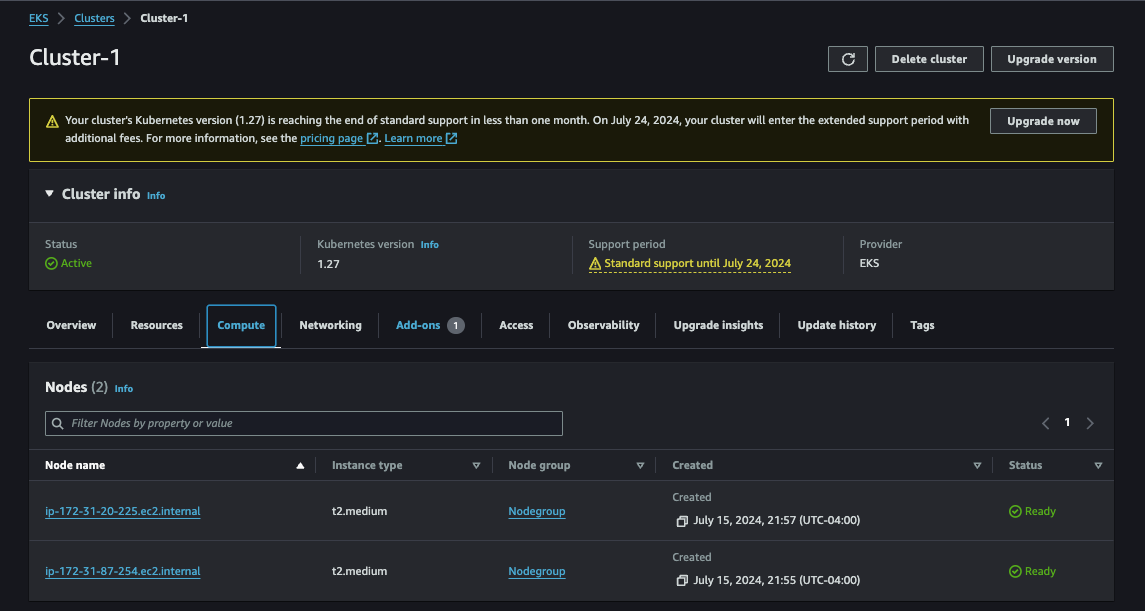 EKS > Clusters > Cluster-1
Cluster-1
Delete cluster
Upgrade version
Your cluster's Kubernetes version (1.27) is reaching the end of standard support in less than one month. On July 24, 2024, your cluster will enter the extended support period with
additional fees. For more information, see the pricing page. Learn more
Upgrade now
Cluster info Info
Status
Active
Kubernetes version Info
1.27
Support period
Standard support until July 24, 2024
Provider
EKS
Overview
Resources
Compute
Networking
Add-ons 1
Access
Observability
Upgrade insights
Update history
Tags
Nodes (2) Info
Filter Nodes by property or value
1
Node name Instance type Node group Created Status
ip-172-31-20-225.ec2.internal t2.medium Nodegroup
Created
July 15, 2024, 21:57 (UTC-04:00)
Ready
ip-172-31-87-254.ec2.internal t2.medium Nodegroup
Created
July 15, 2024, 21:55 (UTC-04:00)
Ready